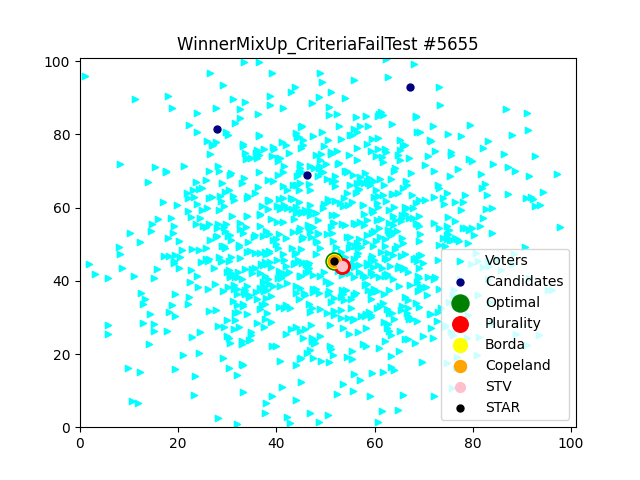 WinnerMixUp_CriteriaFailTest #5655
100
80
60
40
20
0
0 20 40 60 80 100
Voters
Candidates
Optimal
Plurality
Borda
Copeland
STV
STAR